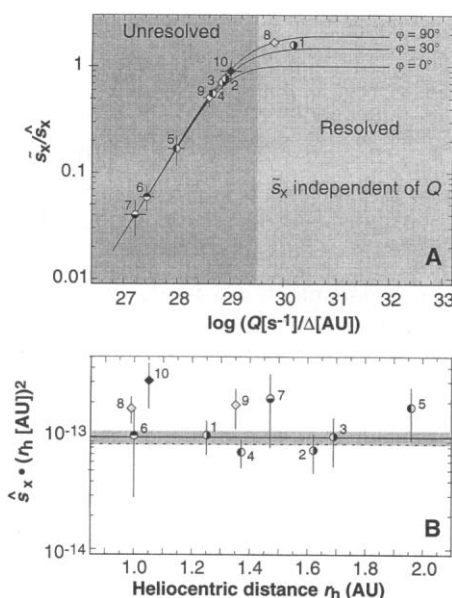 Unresolved
Resolved
s̃ₓ independent of Q
φ = 90°
φ = 30°
φ = 0°
8
1
10
3
2
9
4
5
6
7
s̃ₓ/ŝₓ
1
0.1
0.01
27 28 29 30 31 32 33
log (Q[s⁻¹]/Δ[AU])
A
10
8
9
7
5
6
1
3
4
2
ŝₓ • (rₕ [AU])²
10⁻¹³
10⁻¹⁴
1.0 1.2 1.4 1.6 1.8 2.0
Heliocentric distance rₕ (AU)
B